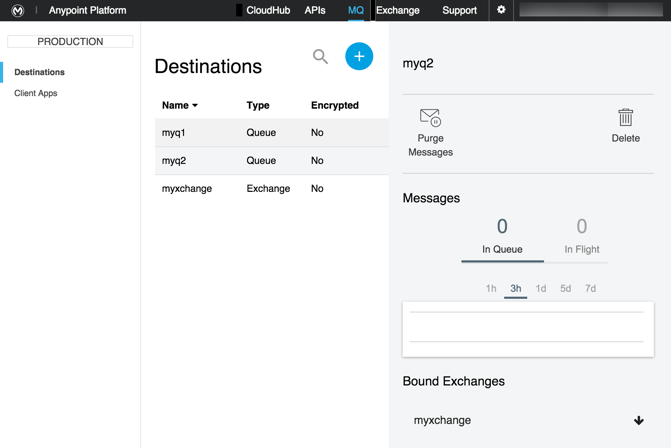 Anypoint Platform CloudHub APIs MQ Exchange Support
PRODUCTION
Destinations
Client Apps
Destinations
Name Type Encrypted
myq1 Queue No
myq2 Queue No
myxchange Exchange No
myq2
Purge
Messages
Delete
Messages
0 0
In Queue In Flight
1h 3h 1d 5d 7d
Bound Exchanges
myxchange